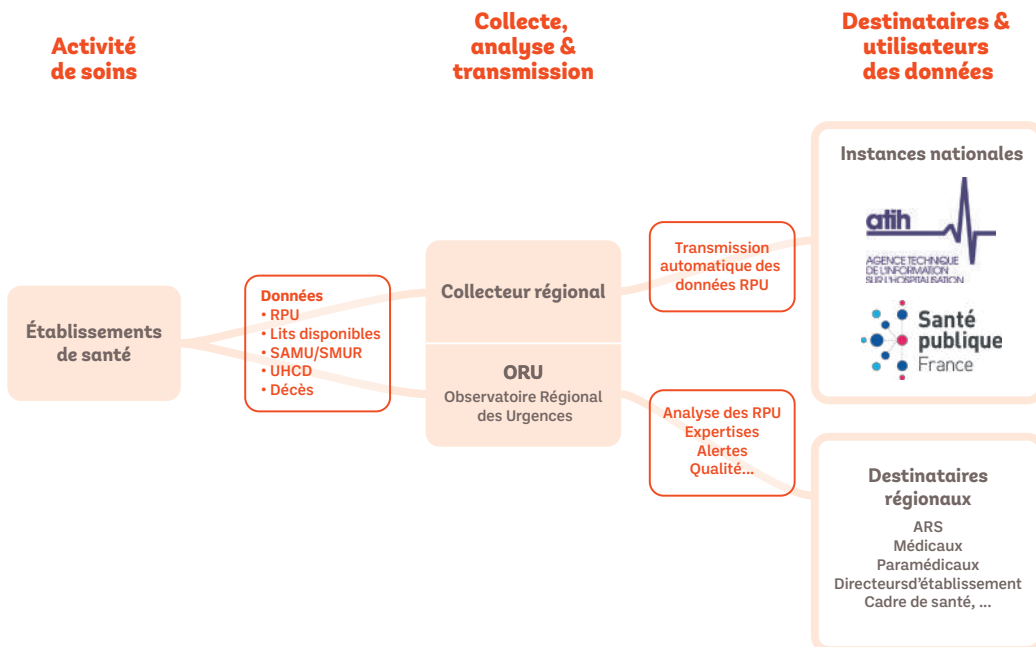 Activité
de soins
Collecte,
analyse &
transmission
Destinataires &
utilisateurs
des données
Établissements
de santé
Données
• RPU
• Lits disponibles
• SAMU/SMUR
• UHCD
• Décès
Collecteur régional
ORU
Observatoire Régional
des Urgences
Transmission
automatique des
données RPU
Analyse des RPU
Expertises
Alertes
Qualité...
Instances nationales
atih
AGENCE TECHNIQUE
DE L'INFORMATION
SUR L'HOSPITALISATION
Santé
publique
France
Destinataires
régionaux
ARS
Médicaux
Paramédicaux
Directeursd'établissement
Cadre de santé, ...